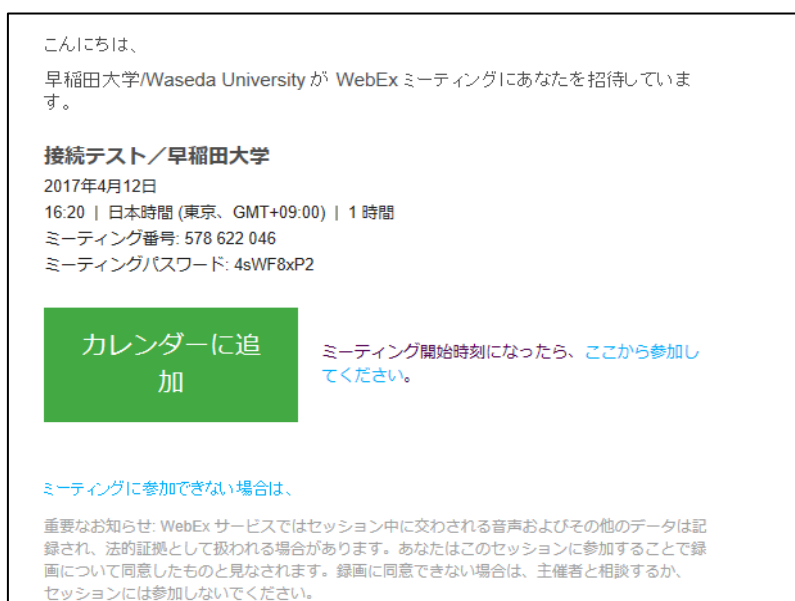 こんにちは、
早稲田大学/Waseda University が WebEx ミーティングにあなたを招待していま
す。
接続テスト／早稲田大学
2017年4月12日
16:20 | 日本時間 (東京、GMT+09:00) | 1 時間
ミーティング番号: 578 622 046
ミーティングパスワード: 4sWF8xP2
カレンダーに追
加
ミーティング開始時刻になったら、ここから参加し
てください。
ミーティングに参加できない場合は、
重要なお知らせ: WebEx サービスではセッション中に交わされる音声およびその他のデータは記
録され、法的証拠として扱われる場合があります。あなたはこのセッションに参加することで録
画について同意したものと見なされます。録画に同意できない場合は、主催者と相談するか、
セッションには参加しないでください。